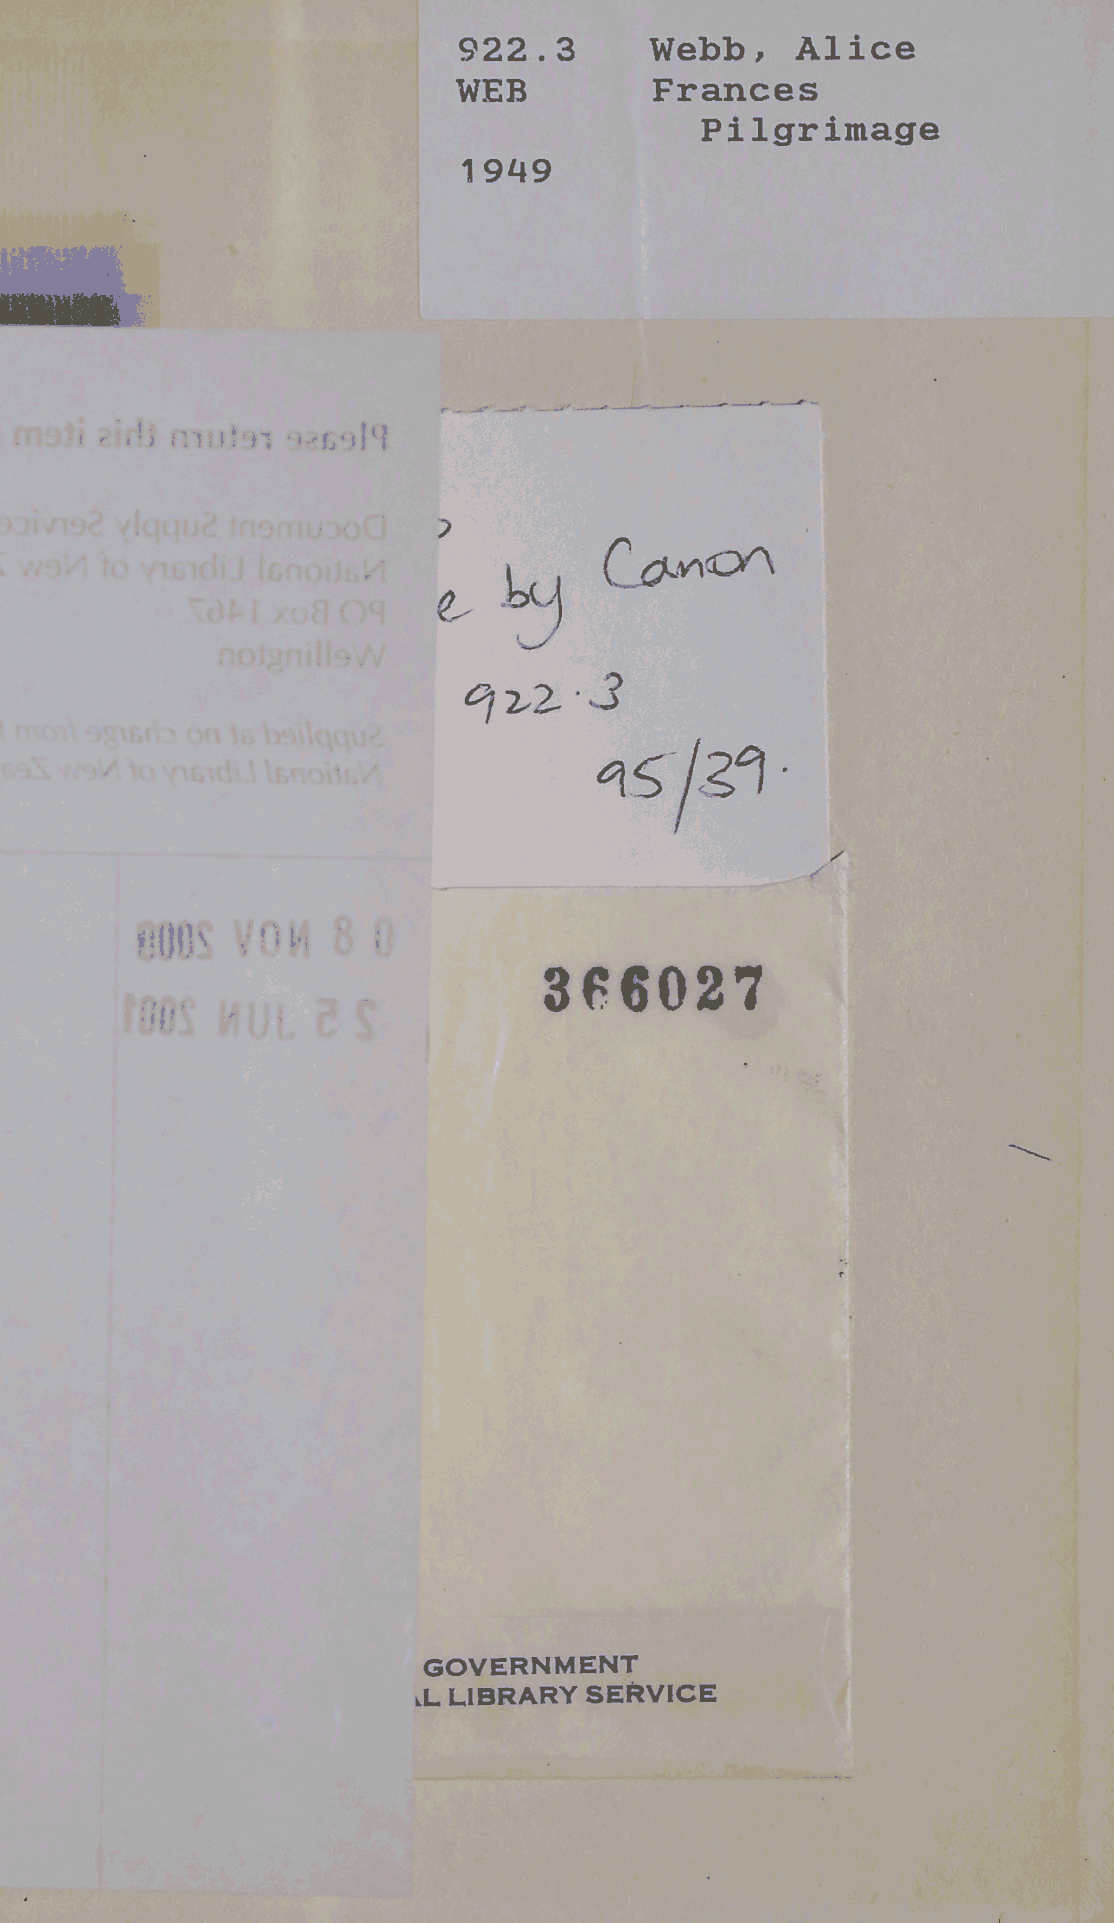 922.3 Webb, Alice
WEB Frances
Pilgrimage
1949
Please return this item
Document Supply Service
National Library of New Z
PO Box 1467
Wellington
Supplied at no charge from t
National Library of New Zea
e by Canon
922.3
95/39.
08 NOV 2000
25 JUN 2001
366027
GOVERNMENT
AL LIBRARY SERVICE